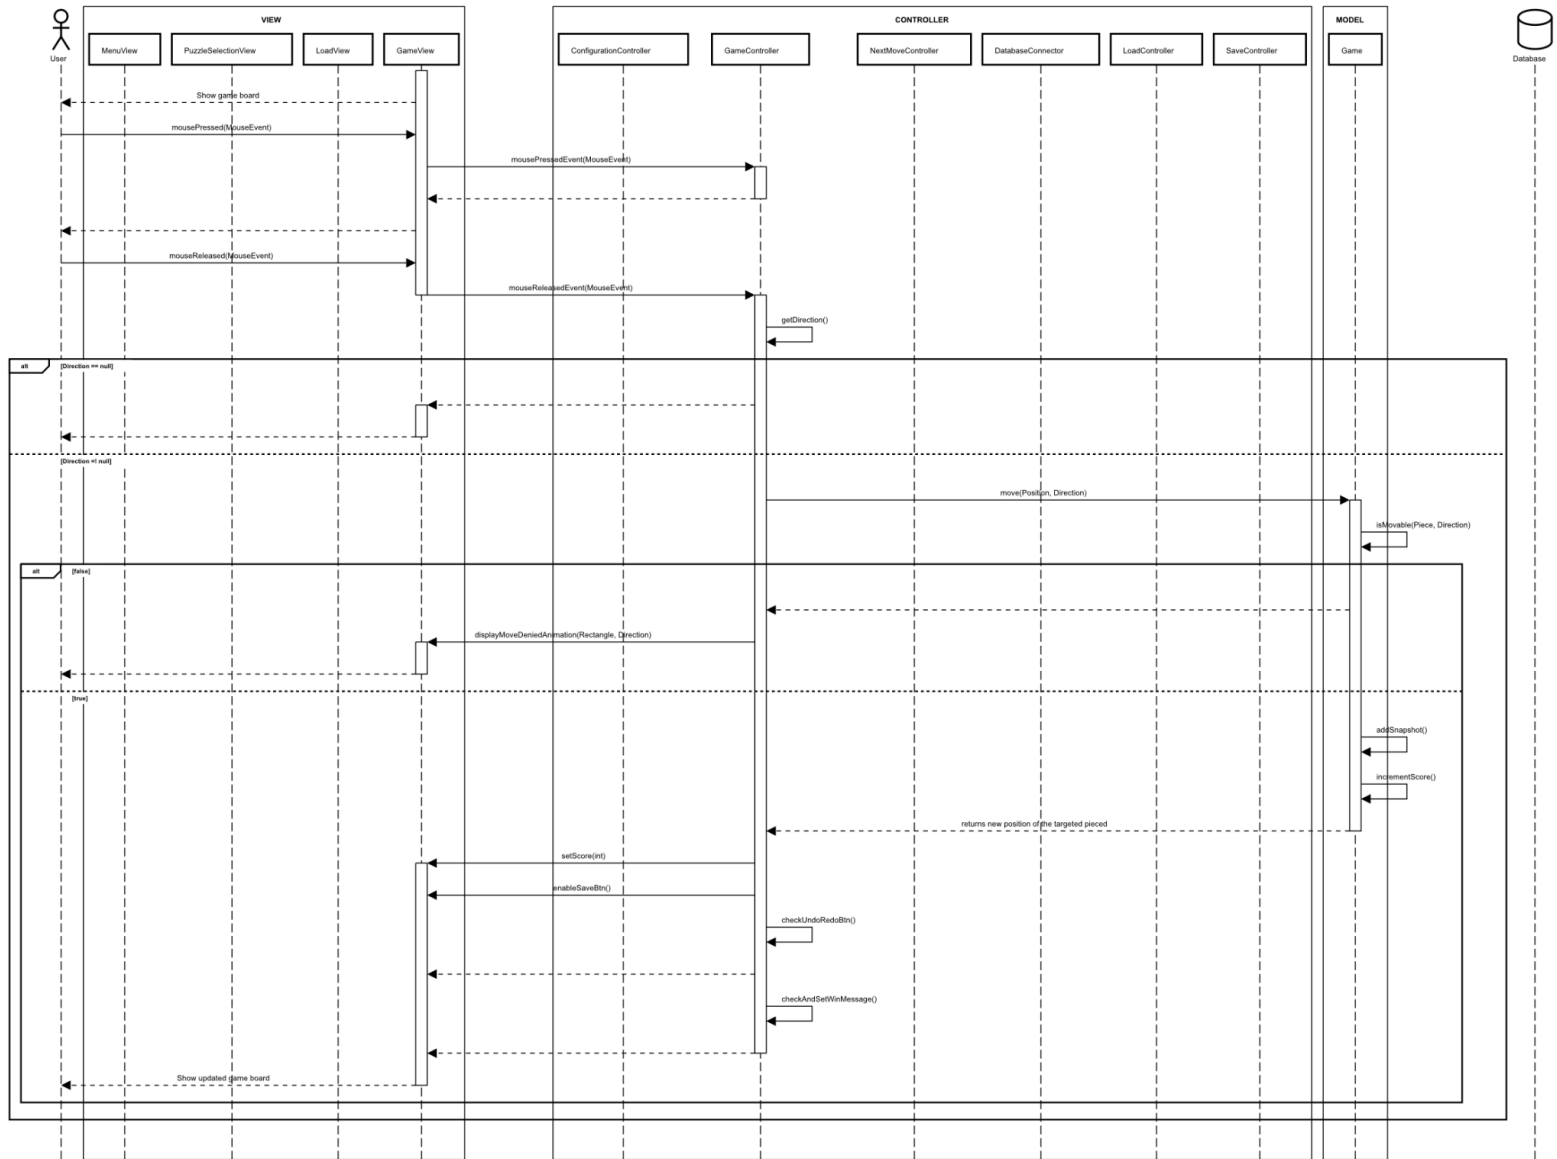 VIEW
CONTROLLER
MODEL
MenuView
PuzzleSelectionView
LoadView
GameView
ConfigurationController
GameController
NextMoveController
DatabaseConnector
LoadController
SaveController
Game
User
Database
Show game board
mousePressed(MouseEvent)
mousePressedEvent(MouseEvent)
mouseReleased(MouseEvent)
mouseReleasedEvent(MouseEvent)
getDirection()
alt
[Direction == null]
[Direction =! null]
move(Position, Direction)
isMovable(Piece, Direction)
alt
[false]
displayMoveDeniedAnimation(Rectangle, Direction)
[true]
addSnapshot()
incrementScore()
returns new position of the targeted pieced
setScore(int)
enableSaveBtn()
checkUndoRedoBtn()
checkAndSetWinMessage()
Show updated game board